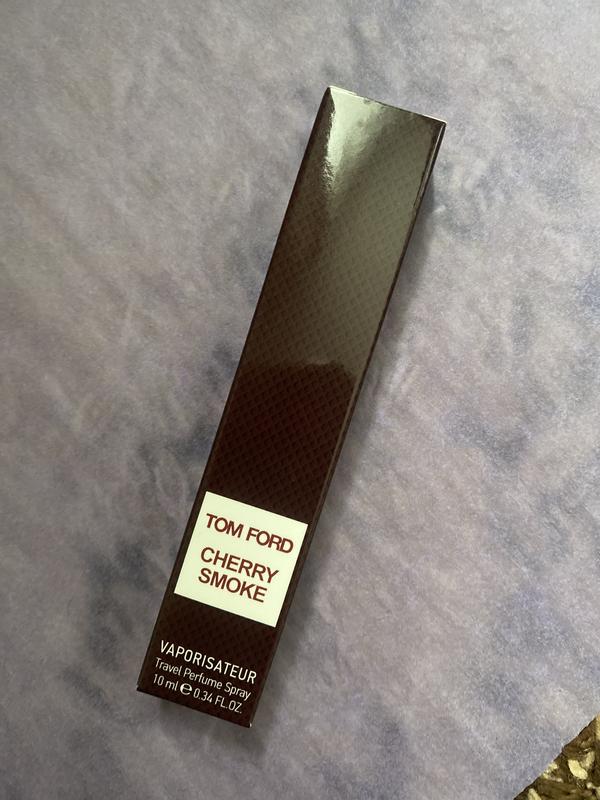 TOM FORD
CHERRY
SMOKE
VAPORISATEUR
Travel Perfume Spray
10 ml ℮ 0.34 FL.OZ.